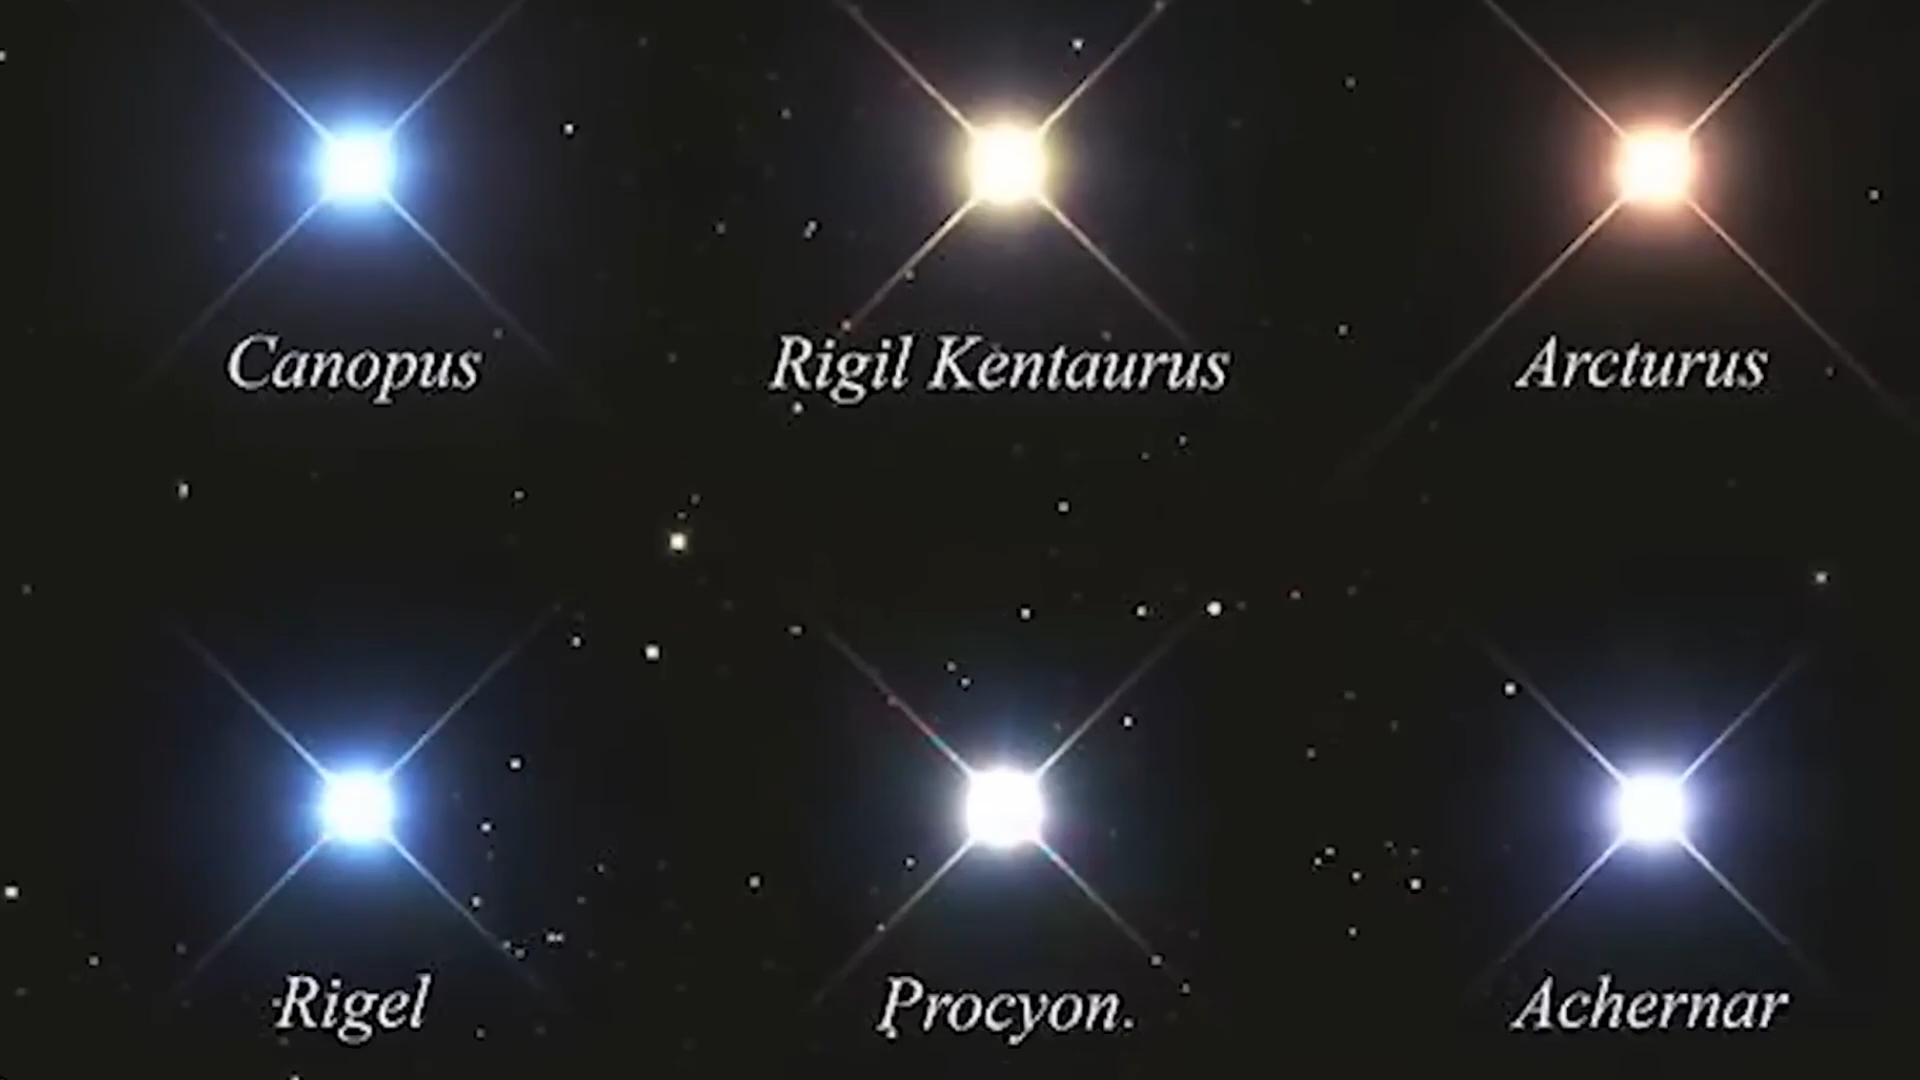 Canopus
Rigil Kentaurus
Arcturus
Rigel
Procyon
Achernar